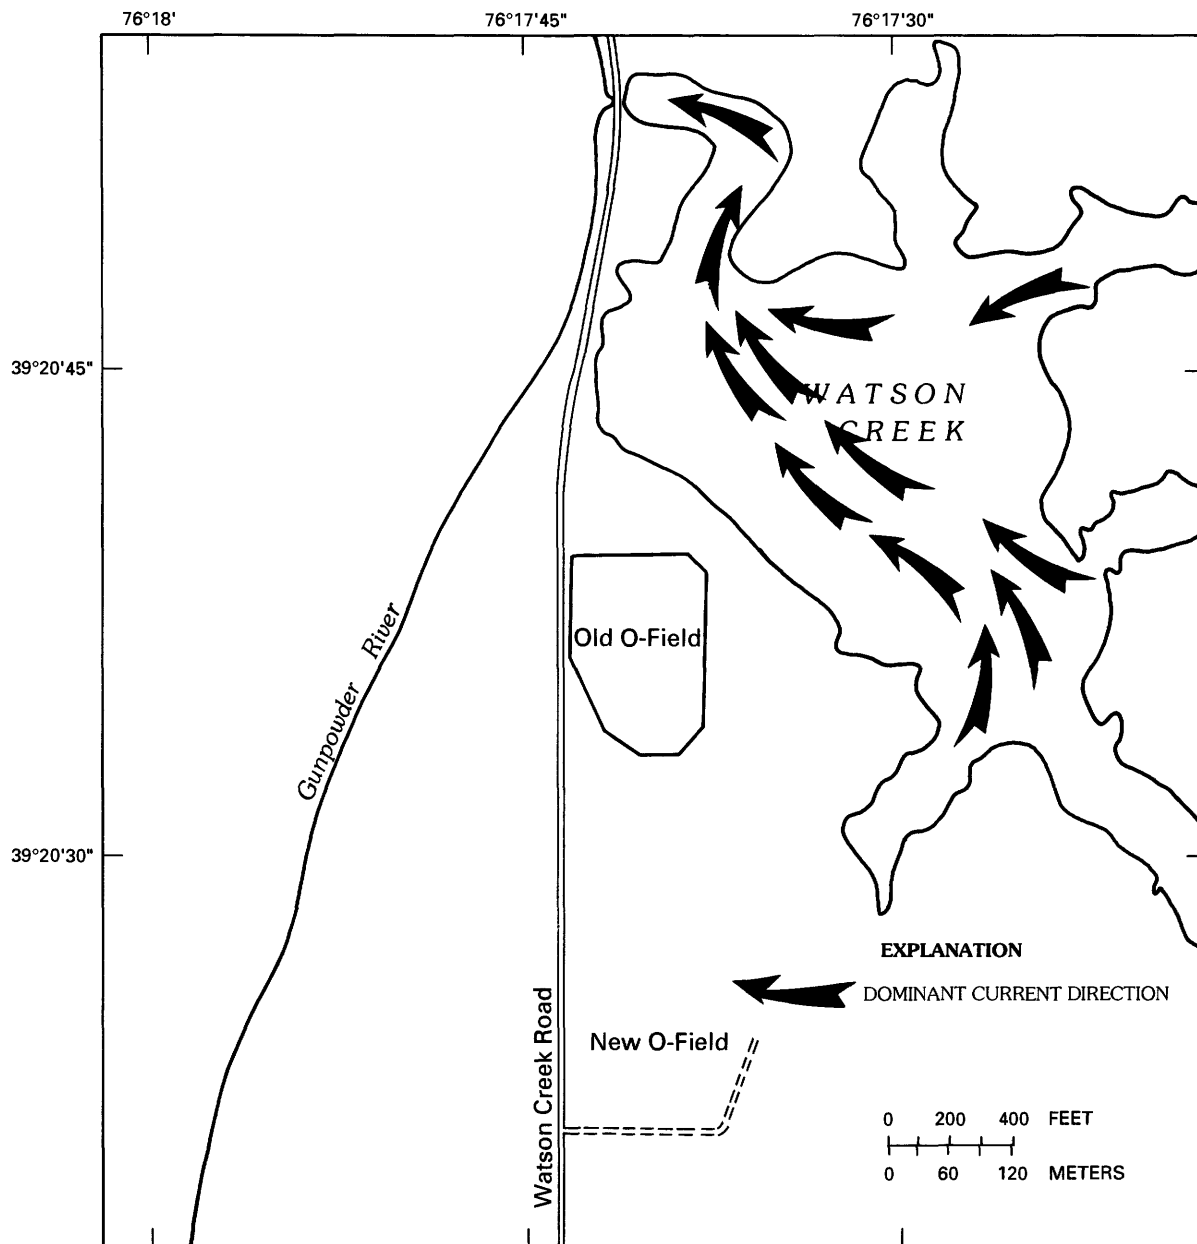 76°18'
76°17'45"
76°17'30"
39°20'45"
WATSON
CREEK
Old O-Field
Gunpowder River
39°20'30"
EXPLANATION
DOMINANT CURRENT DIRECTION
Watson Creek Road
New O-Field
0 200 400 FEET
0 60 120 METERS